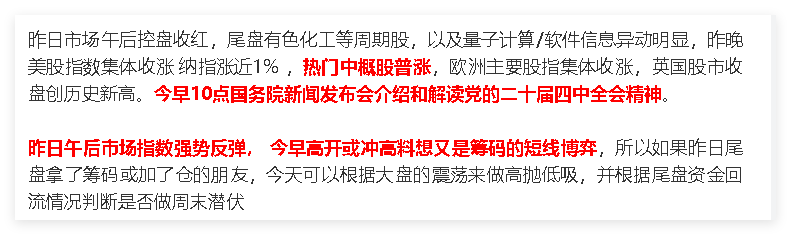 昨日市场午后控盘收红，尾盘有色化工等周期股，以及量子计算/软件信息异动明显，昨晚
美股指数集体收涨 纳指涨近1% ，热门中概股普涨，欧洲主要股指集体收涨，英国股市收
盘创历史新高。今早10点国务院新闻发布会介绍和解读党的二十届四中全会精神。
昨日午后市场指数强势反弹， 今早高开或冲高料想又是筹码的短线博弈，所以如果昨日尾
盘拿了筹码或加了仓的朋友，今天可以根据大盘的震荡来做高抛低吸，并根据尾盘资金回
流情况判断是否做周末潜伏